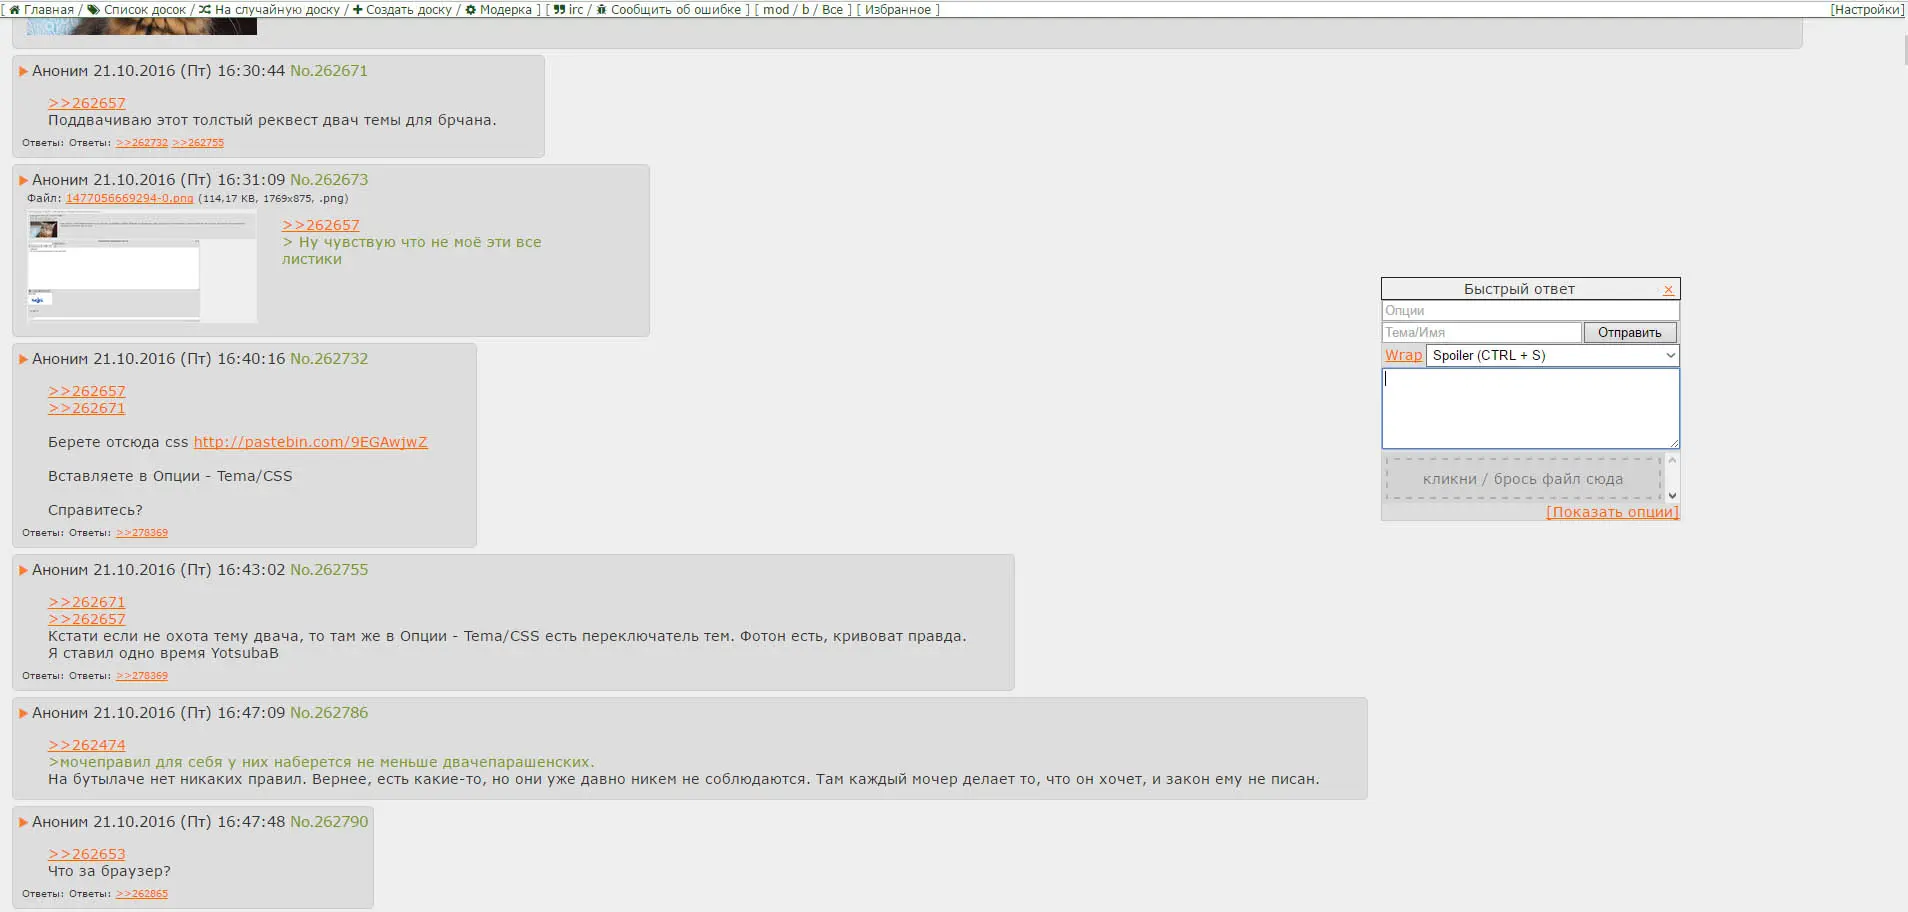 [ Главная / Список досок / На случайную доску / Создать доску / Модерка ] [ irc / Сообщить об ошибке ] [ mod / b / Все ] [ Избранное ] [Настройки]
Аноним 21.10.2016 (Пт) 16:30:44 No.262671
>>262657
Поддвачиваю этот толстый реквест двач темы для брчана.
Ответы: Ответы: >>262732 >>262755
Аноним 21.10.2016 (Пт) 16:31:09 No.262673
Файл: 1477056669294-0.png (114,17 KB, 1769x875, .png)
>>262657
> Ну чувствую что не моё эти все
листики
Аноним 21.10.2016 (Пт) 16:40:16 No.262732
>>262657
>>262671
Берете отсюда css http://pastebin.com/9EGAwjwZ
Вставляете в Опции - Tema/CSS
Справитесь?
Ответы: Ответы: >>278369
Аноним 21.10.2016 (Пт) 16:43:02 No.262755
>>262671
>>262657
Кстати если не охота тему двача, то там же в Опции - Tema/CSS есть переключатель тем. Фотон есть, кривоват правда.
Я ставил одно время YotsubaB
Ответы: Ответы: >>278369
Аноним 21.10.2016 (Пт) 16:47:09 No.262786
>>262474
>мочеправил для себя у них наберется не меньше двачепарашенских.
На бутылаче нет никаких правил. Вернее, есть какие-то, но они уже давно никем не соблюдаются. Там каждый мочер делает то, что он хочет, и закон ему не писан.
Аноним 21.10.2016 (Пт) 16:47:48 No.262790
>>262653
Что за браузер?
Ответы: Ответы: >>262865
Быстрый ответ ×
Опции
Тема/Имя Отправить
Wrap Spoiler (CTRL + S)
кликни / брось файл сюда
[Показать опции]